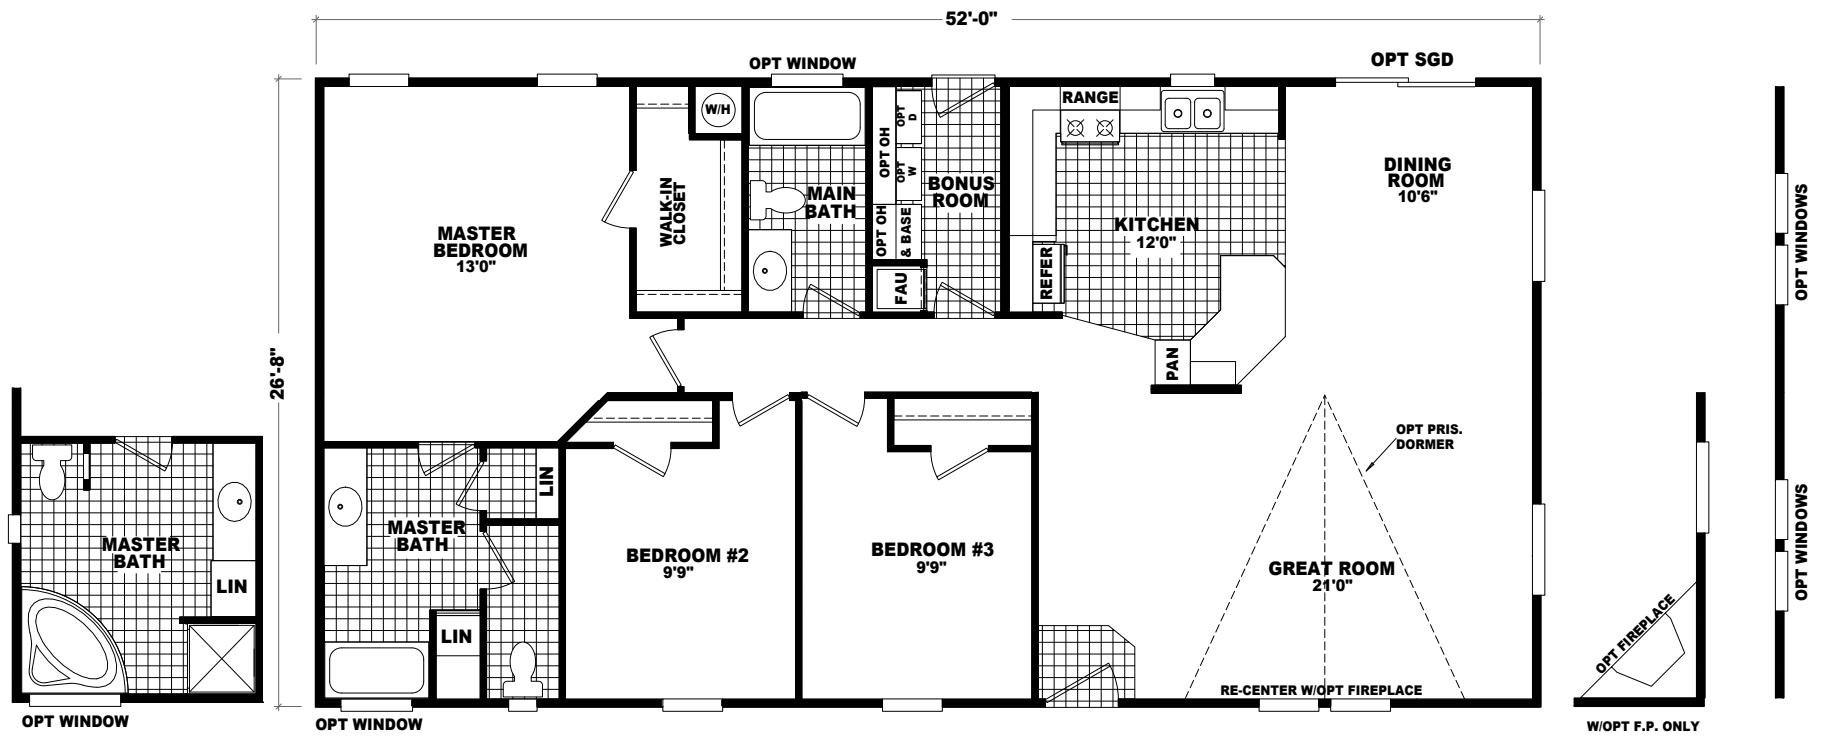 52'-0"
OPT WINDOW
OPT SGD
W/H
OPT D
RANGE
OPT OH
OPT W
WALK-IN
CLOSET
MAIN
BATH
BONUS
ROOM
DINING
ROOM
10'6"
OPT WINDOWS
MASTER
BEDROOM
13'0"
OPT OH
& BASE
KITCHEN
12'0"
FAU
REFER
26'-8"
PAN
OPT PRIS.
DORMER
LIN
OPT WINDOWS
MASTER
BATH
LIN
MASTER
BATH
BEDROOM #2
9'9"
BEDROOM #3
9'9"
GREAT ROOM
21'0"
LIN
OPT FIREPLACE
RE-CENTER W/OPT FIREPLACE
OPT WINDOW
OPT WINDOW
W/OPT F.P. ONLY